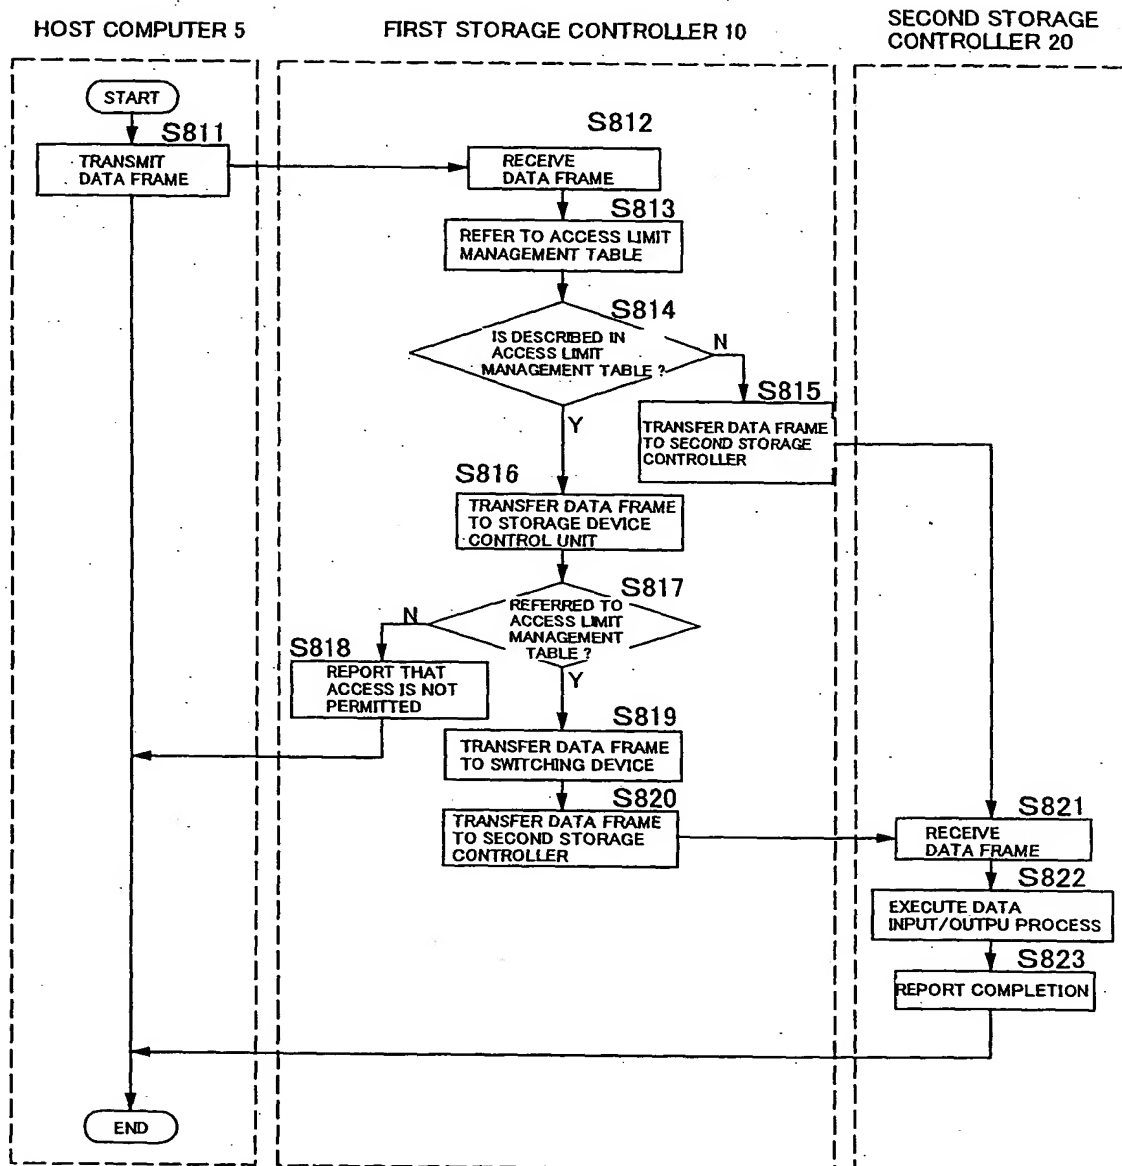 HOST COMPUTER 5
FIRST STORAGE CONTROLLER 10
SECOND STORAGE
CONTROLLER 20
START
S811
TRANSMIT
DATA FRAME
S812
RECEIVE
DATA FRAME
S813
REFER TO ACCESS LIMIT
MANAGEMENT TABLE
S814
IS DESCRIBED IN
ACCESS LIMIT
MANAGEMENT TABLE ?
N
Y
S815
TRANSFER DATA FRAME
TO SECOND STORAGE
CONTROLLER
S816
TRANSFER DATA FRAME
TO STORAGE DEVICE
CONTROL UNIT
S817
REFERRED TO
ACCESS LIMIT
MANAGEMENT
TABLE ?
N
Y
S818
REPORT THAT
ACCESS IS NOT
PERMITTED
S819
TRANSFER DATA FRAME
TO SWITCHING DEVICE
S820
TRANSFER DATA FRAME
TO SECOND STORAGE
CONTROLLER
S821
RECEIVE
DATA FRAME
S822
EXECUTE DATA
INPUT/OUTPU PROCESS
S823
REPORT COMPLETION
END